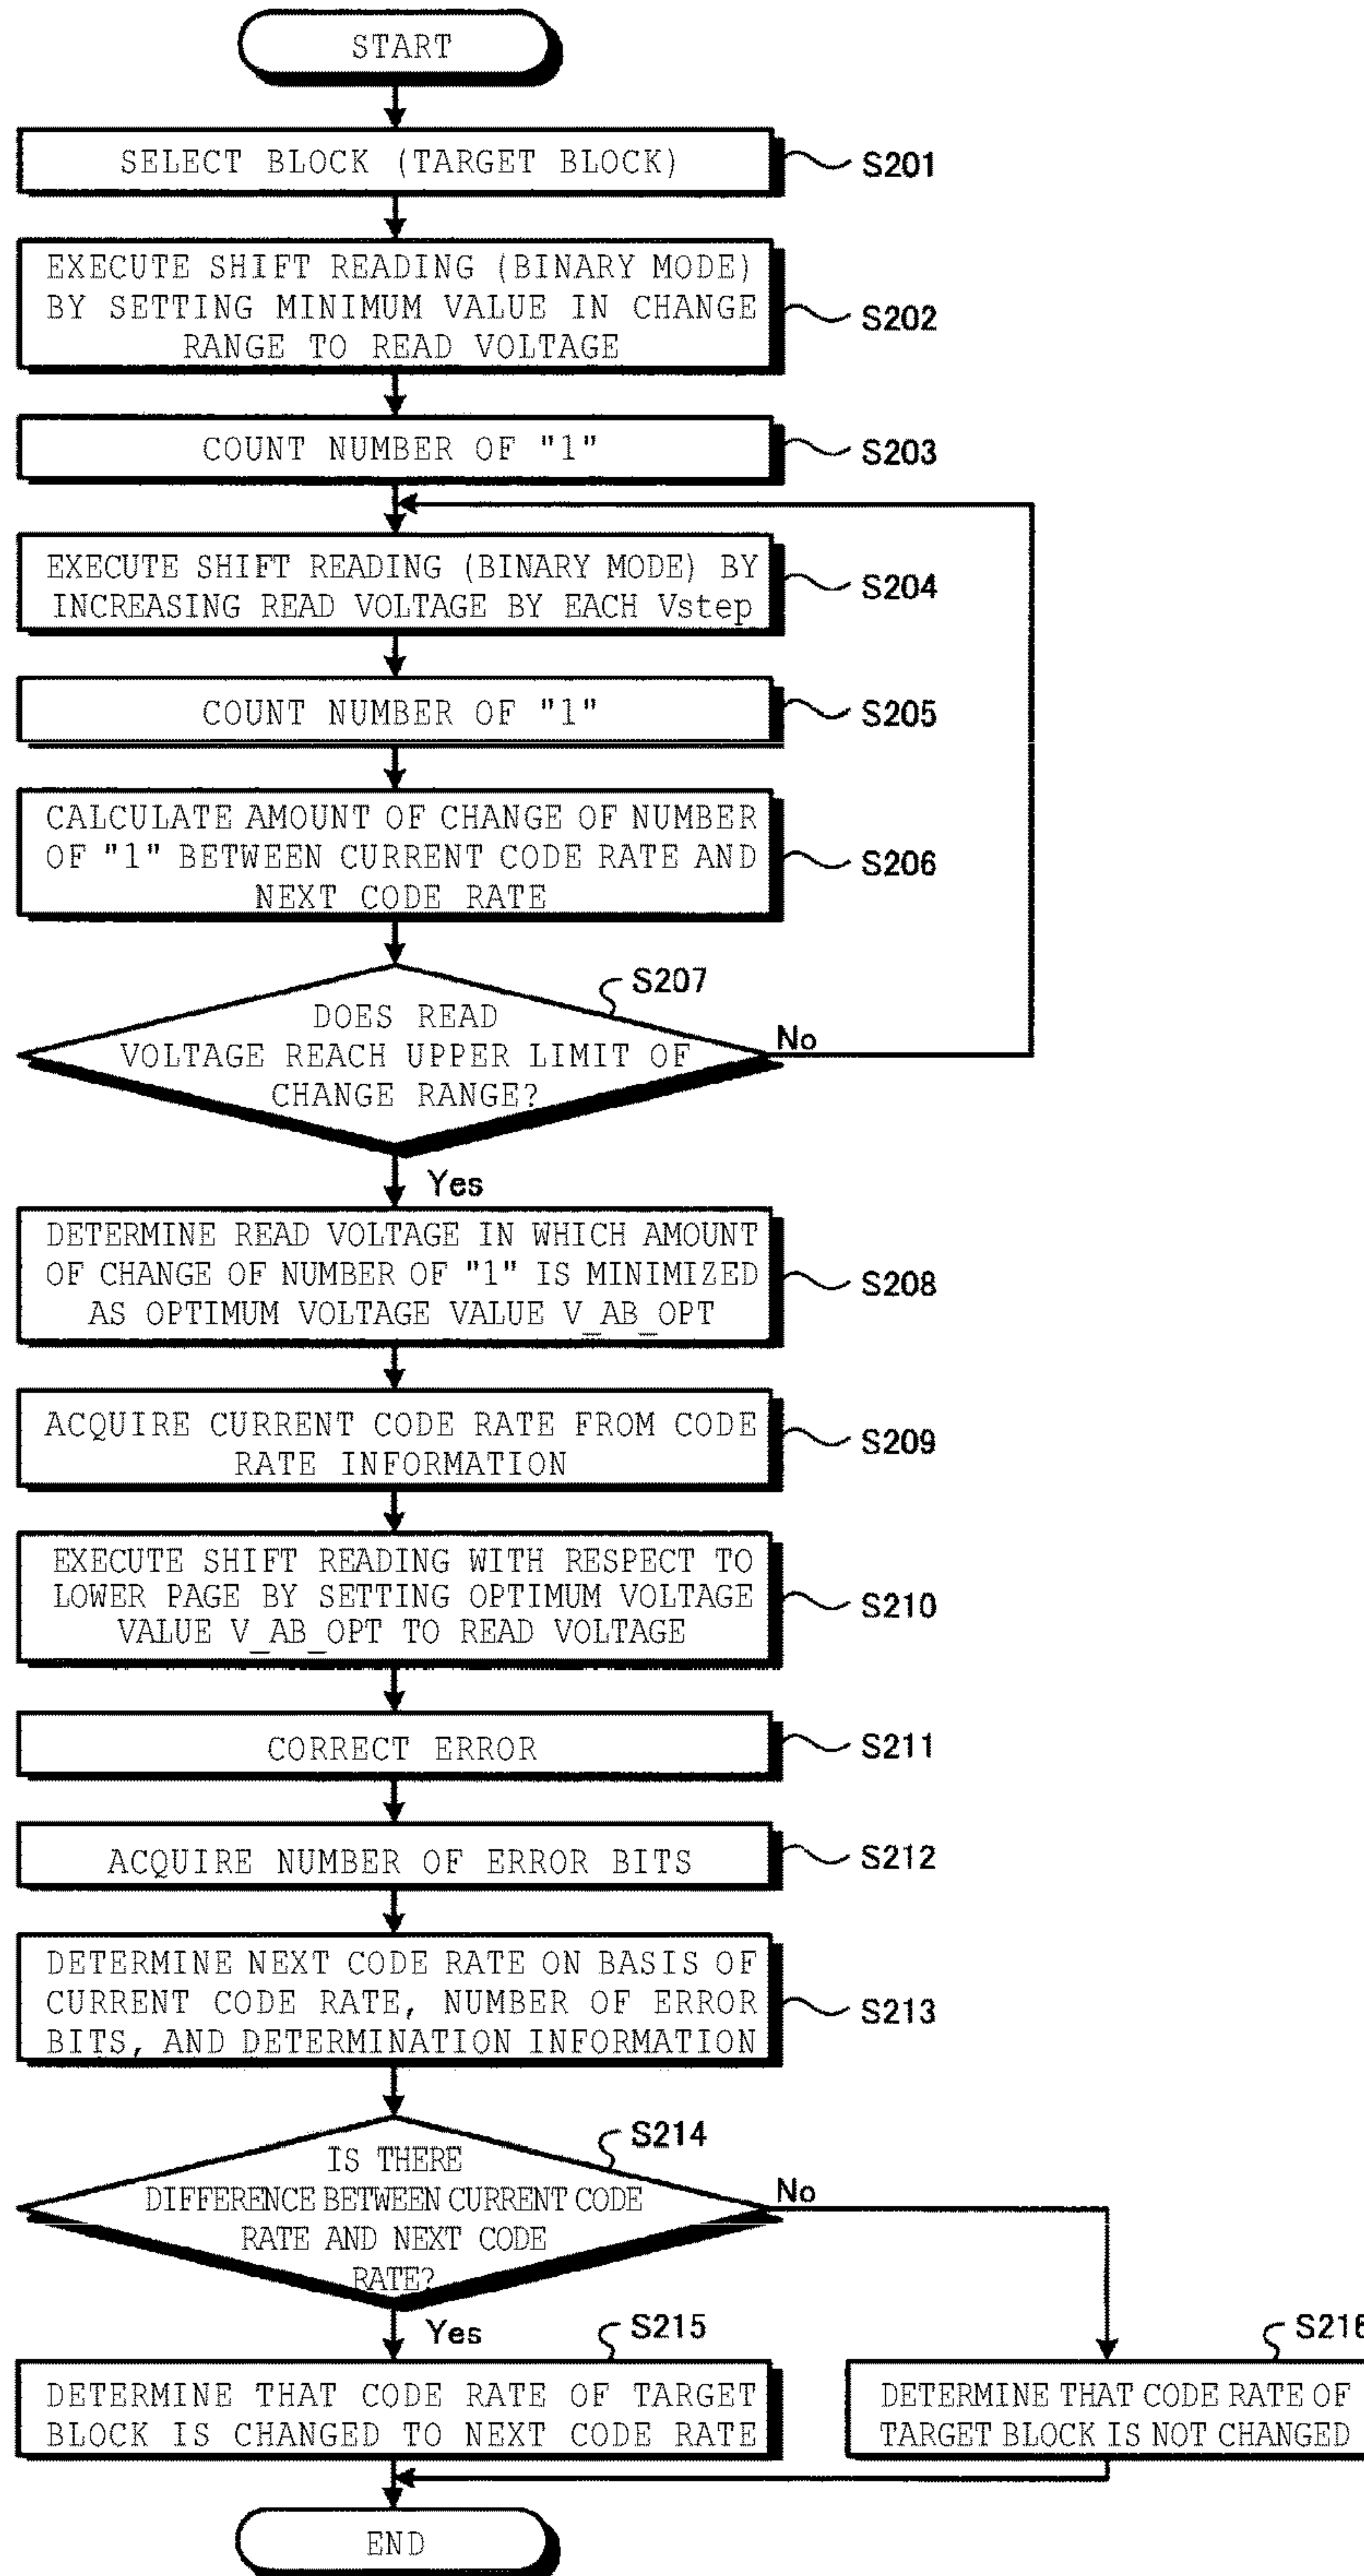 START
SELECT BLOCK (TARGET BLOCK)
S201
EXECUTE SHIFT READING (BINARY MODE)
BY SETTING MINIMUM VALUE IN CHANGE
RANGE TO READ VOLTAGE
S202
COUNT NUMBER OF "1"
S203
EXECUTE SHIFT READING (BINARY MODE) BY
INCREASING READ VOLTAGE BY EACH Vstep
S204
COUNT NUMBER OF "1"
S205
CALCULATE AMOUNT OF CHANGE OF NUMBER
OF "1" BETWEEN CURRENT CODE RATE AND
NEXT CODE RATE
S206
S207
DOES READ
VOLTAGE REACH UPPER LIMIT OF
CHANGE RANGE?
No
Yes
DETERMINE READ VOLTAGE IN WHICH AMOUNT
OF CHANGE OF NUMBER OF "1" IS MINIMIZED
AS OPTIMUM VOLTAGE VALUE V_AB_OPT
S208
ACQUIRE CURRENT CODE RATE FROM CODE
RATE INFORMATION
S209
EXECUTE SHIFT READING WITH RESPECT TO
LOWER PAGE BY SETTING OPTIMUM VOLTAGE
VALUE V_AB_OPT TO READ VOLTAGE
S210
CORRECT ERROR
S211
ACQUIRE NUMBER OF ERROR BITS
S212
DETERMINE NEXT CODE RATE ON BASIS OF
CURRENT CODE RATE, NUMBER OF ERROR
BITS, AND DETERMINATION INFORMATION
S213
S214
IS THERE
DIFFERENCE BETWEEN CURRENT CODE
RATE AND NEXT CODE
RATE?
No
Yes
S215
DETERMINE THAT CODE RATE OF TARGET
BLOCK IS CHANGED TO NEXT CODE RATE
S216
DETERMINE THAT CODE RATE OF
TARGET BLOCK IS NOT CHANGED
END